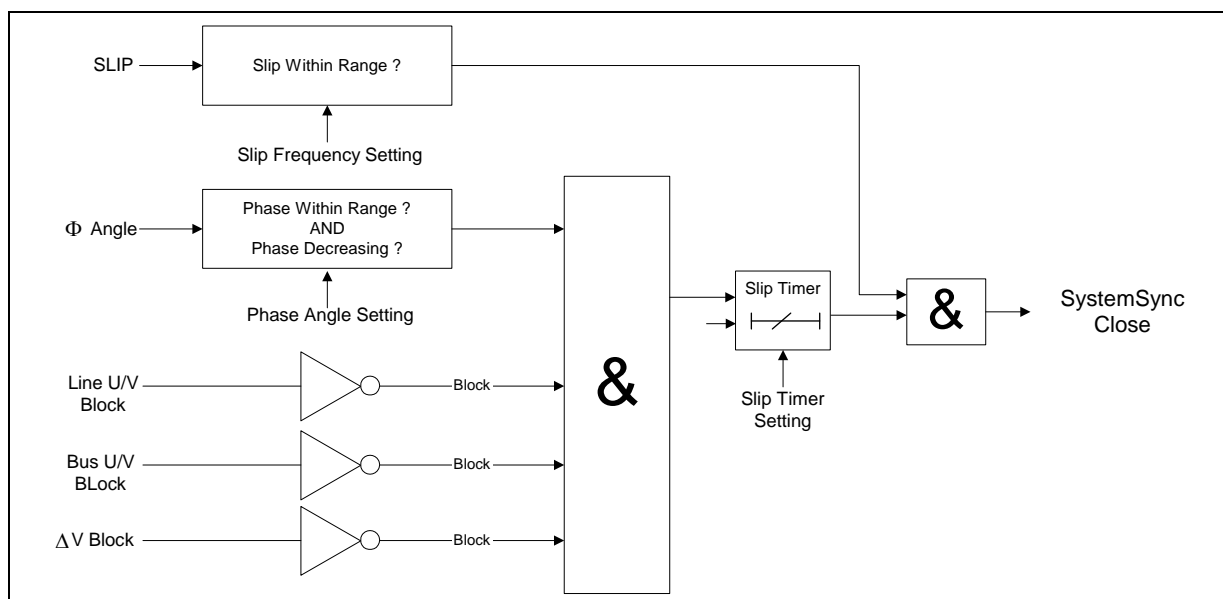 SLIP
Slip Within Range ?
Slip Frequency Setting
Φ Angle
Phase Within Range ?
AND
Phase Decreasing ?
Phase Angle Setting
Line U/V
Block
Block
Bus U/V
BLock
Block
ΔV Block
Block
&
Slip Timer
Slip Timer
Setting
&
SystemSync
Close